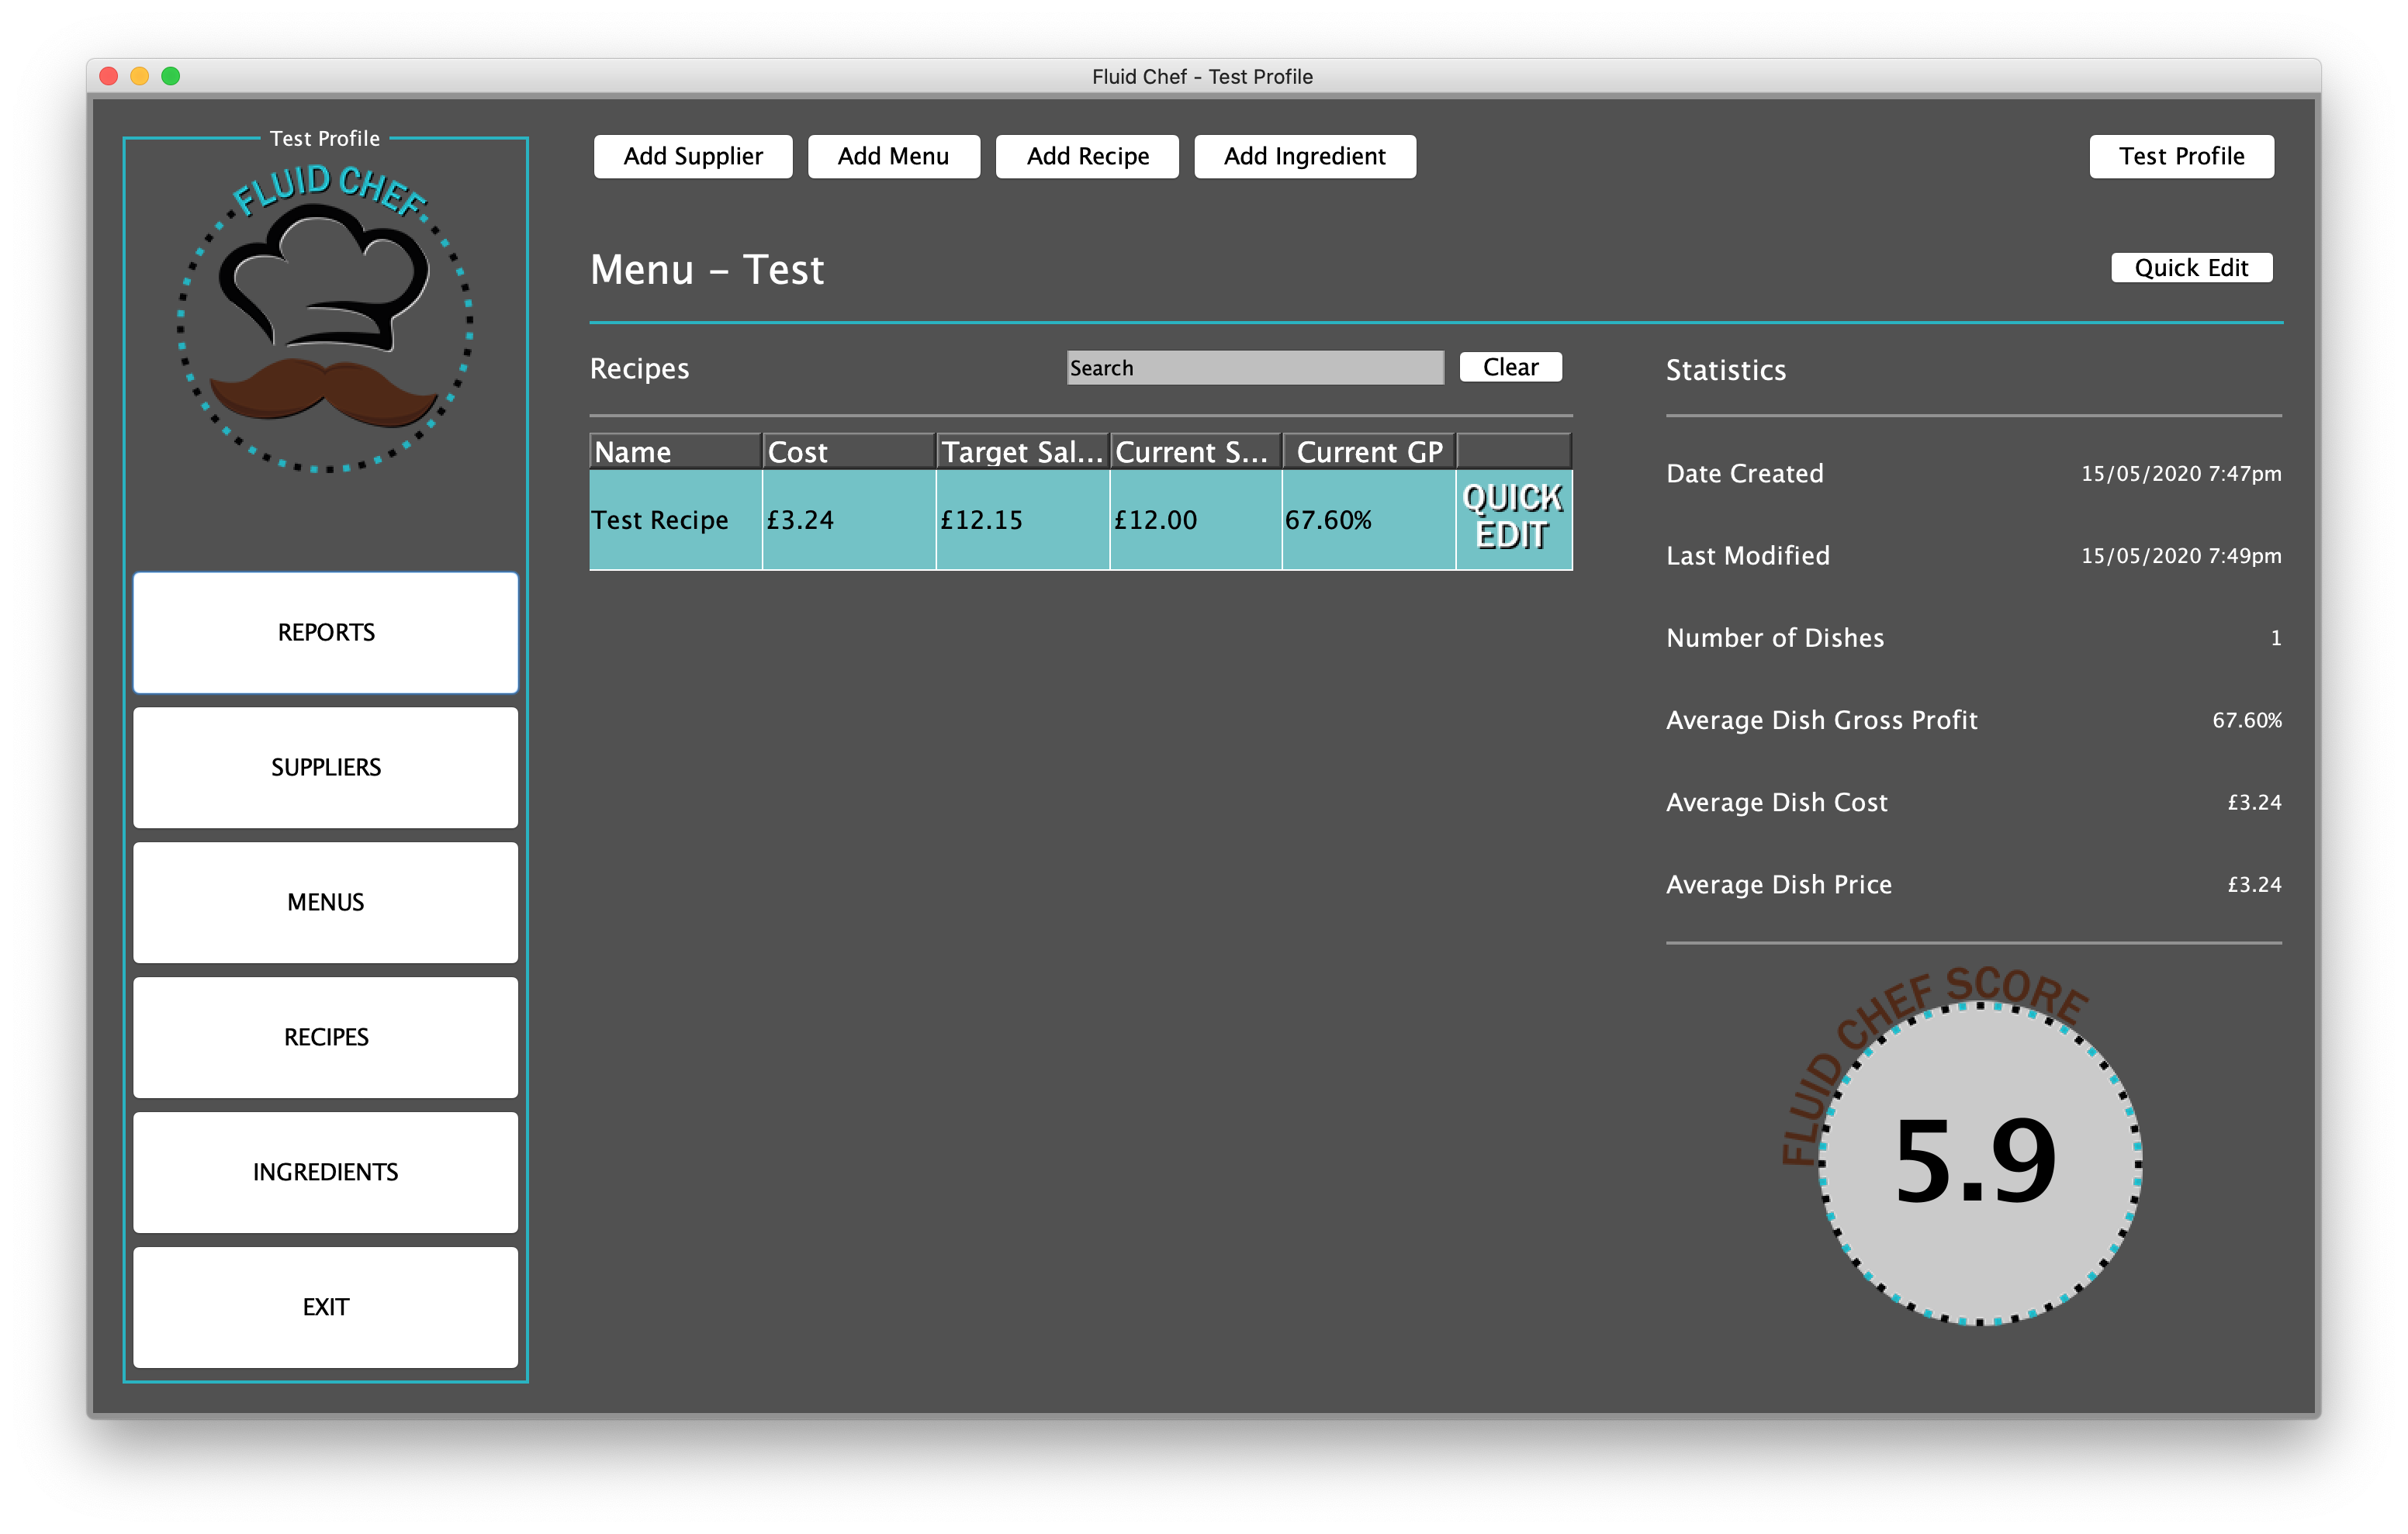 Fluid Chef - Test Profile
Test Profile
FLUID CHEF
REPORTS
SUPPLIERS
MENUS
RECIPES
INGREDIENTS
EXIT
Add Supplier Add Menu Add Recipe Add Ingredient Test Profile
Menu – Test Quick Edit
Recipes Search Clear
Name Cost Target Sal... Current S... Current GP
Test Recipe £3.24 £12.15 £12.00 67.60% QUICK
EDIT
Statistics
Date Created 15/05/2020 7:47pm
Last Modified 15/05/2020 7:49pm
Number of Dishes 1
Average Dish Gross Profit 67.60%
Average Dish Cost £3.24
Average Dish Price £3.24
FLUID CHEF SCORE
5.9